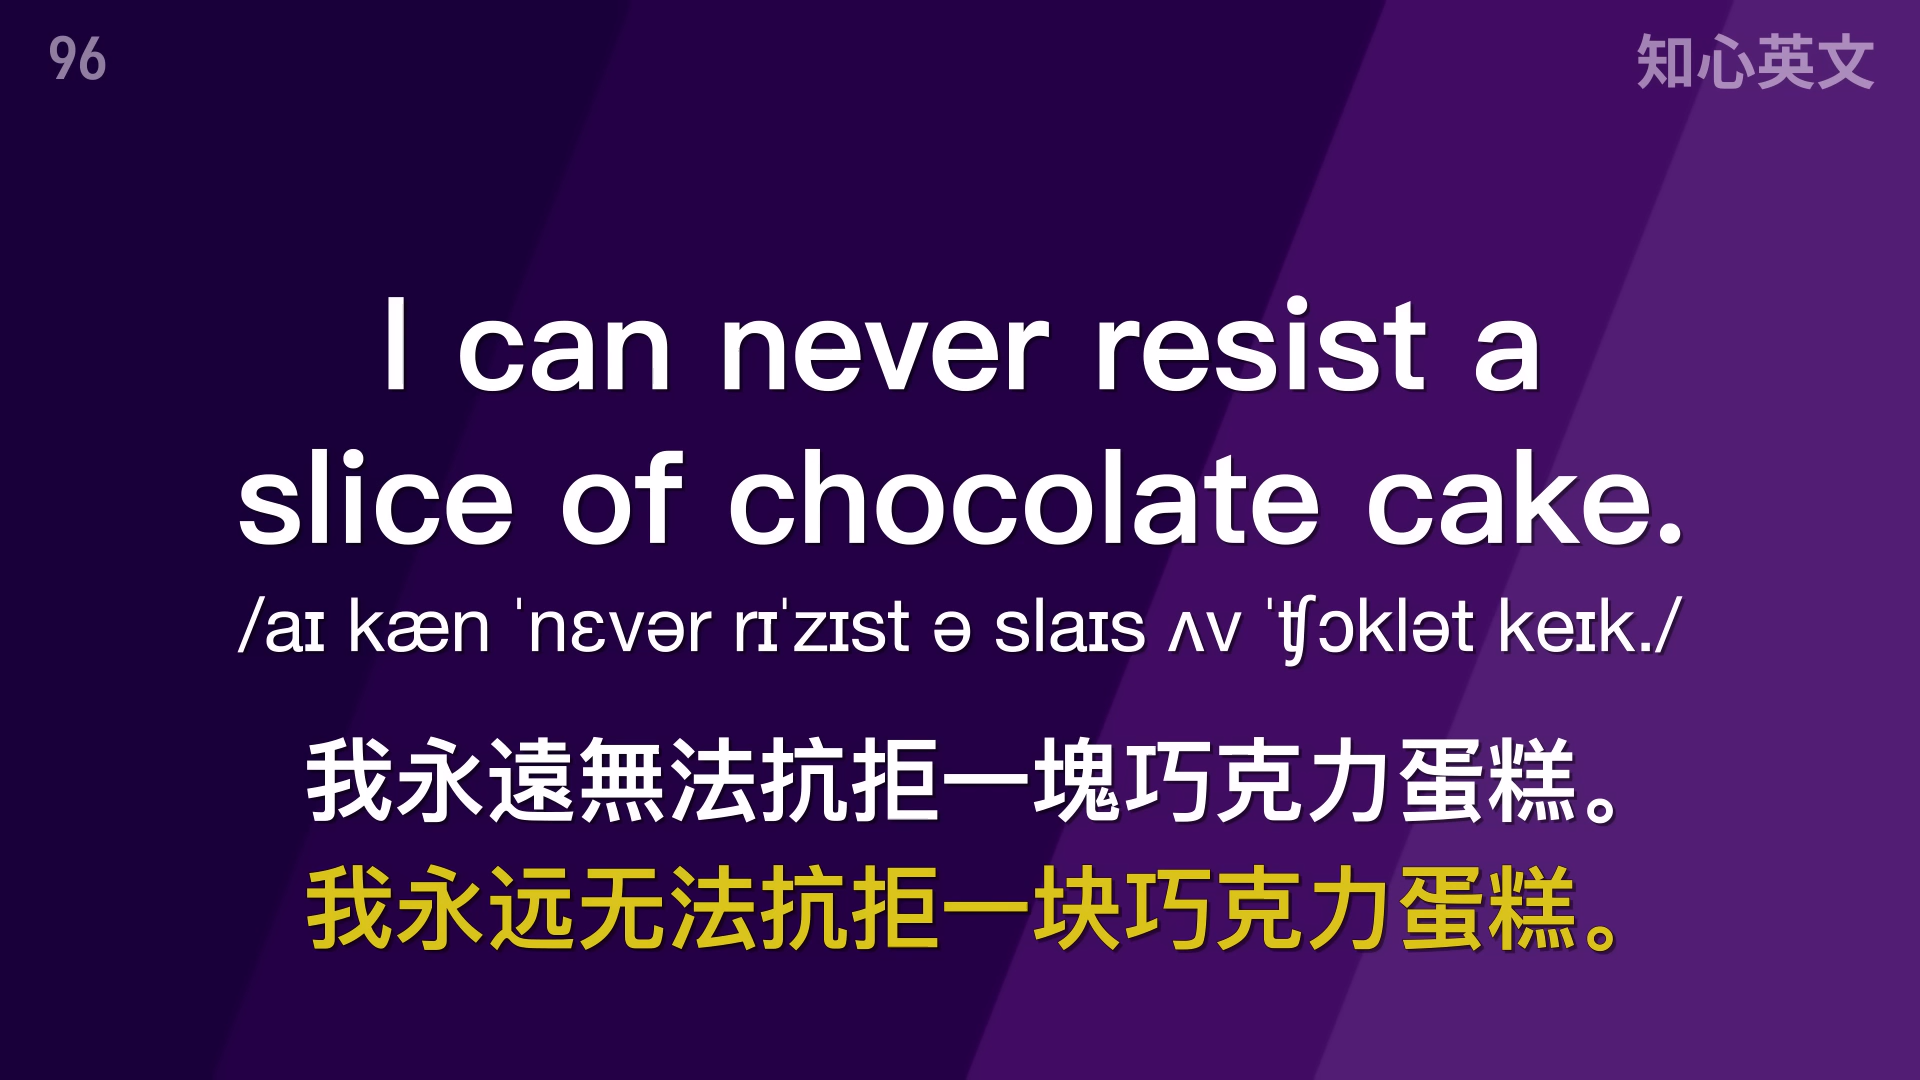 96
知心英文
I can never resist a
slice of chocolate cake.
/aɪ kæn ˈnɛvər rɪˈzɪst ə slaɪs ʌv ˈʧɔklət keɪk./
我永遠無法抗拒一塊巧克力蛋糕。
我永远无法抗拒一块巧克力蛋糕。